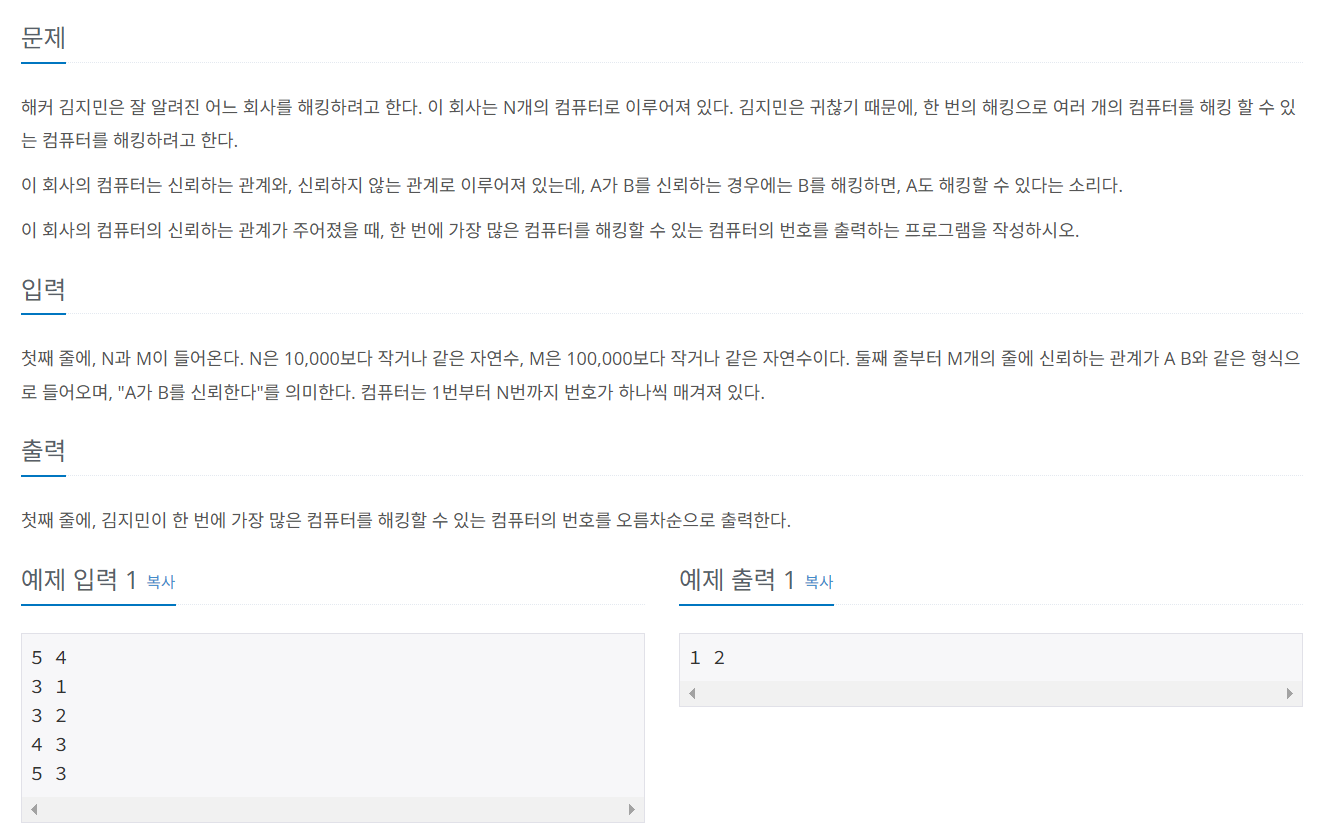 문제
해커 김지민은 잘 알려진 어느 회사를 해킹하려고 한다. 이 회사는 N개의 컴퓨터로 이루어져 있다. 김지민은 귀찮기 때문에, 한 번의 해킹으로 여러 개의 컴퓨터를 해킹 할 수 있
는 컴퓨터를 해킹하려고 한다.
이 회사의 컴퓨터는 신뢰하는 관계와, 신뢰하지 않는 관계로 이루어져 있는데, A가 B를 신뢰하는 경우에는 B를 해킹하면, A도 해킹할 수 있다는 소리다.
이 회사의 컴퓨터의 신뢰하는 관계가 주어졌을 때, 한 번에 가장 많은 컴퓨터를 해킹할 수 있는 컴퓨터의 번호를 출력하는 프로그램을 작성하시오.
입력
첫째 줄에, N과 M이 들어온다. N은 10,000보다 작거나 같은 자연수, M은 100,000보다 작거나 같은 자연수이다. 둘째 줄부터 M개의 줄에 신뢰하는 관계가 A B와 같은 형식으
로 들어오며, "A가 B를 신뢰한다"를 의미한다. 컴퓨터는 1번부터 N번까지 번호가 하나씩 매겨져 있다.
출력
첫째 줄에, 김지민이 한 번에 가장 많은 컴퓨터를 해킹할 수 있는 컴퓨터의 번호를 오름차순으로 출력한다.
예제 입력 1 복사
5 4
3 1
3 2
4 3
5 3
예제 출력 1 복사
1 2